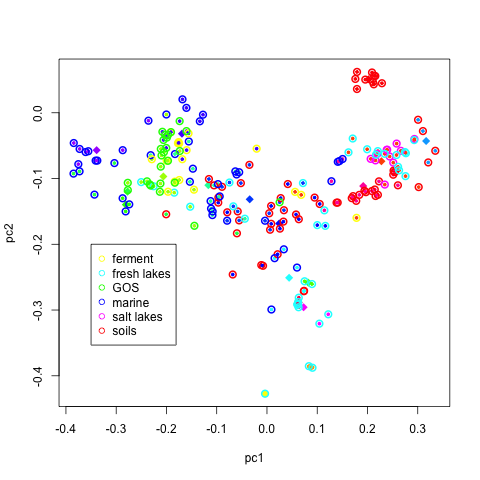 0.0
-0.1
-0.2
-0.3
-0.4
pc2
ferment
fresh lakes
GOS
marine
salt lakes
soils
-0.4 -0.3 -0.2 -0.1 0.0 0.1 0.2 0.3
pc1